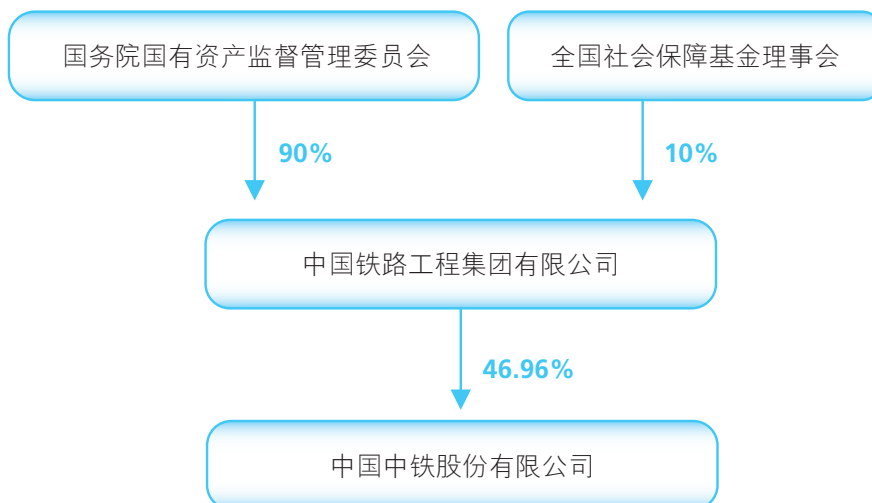 国务院国有资产监督管理委员会
全国社会保障基金理事会
90%
10%
中国铁路工程集团有限公司
46.96%
中国中铁股份有限公司